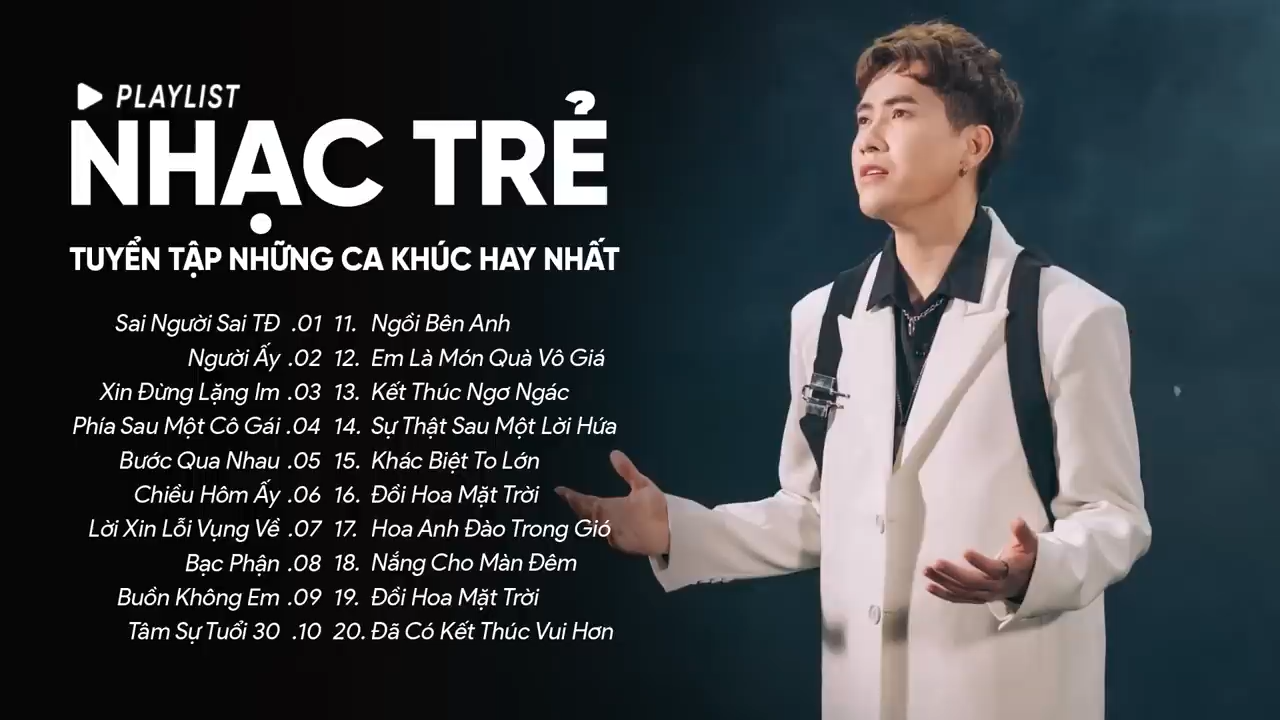 PLAYLIST
NHẠC TRẺ
TUYỂN TẬP NHỮNG CA KHÚC HAY NHẤT
Sai Người Sai TĐ .01
Người Ấy .02
Xin Đừng Lặng Im .03
Phía Sau Một Cô Gái .04
Bước Qua Nhau .05
Chiều Hôm Ấy .06
Lời Xin Lỗi Vụng Về .07
Bạc Phận .08
Buồn Không Em .09
Tâm Sự Tuổi 30 .10
11. Ngồi Bên Anh
12. Em Là Món Quà Vô Giá
13. Kết Thúc Ngơ Ngác
14. Sự Thật Sau Một Lời Hứa
15. Khác Biệt To Lớn
16. Đồi Hoa Mặt Trời
17. Hoa Anh Đào Trong Gió
18. Nắng Cho Màn Đêm
19. Đồi Hoa Mặt Trời
20. Đã Có Kết Thúc Vui Hơn